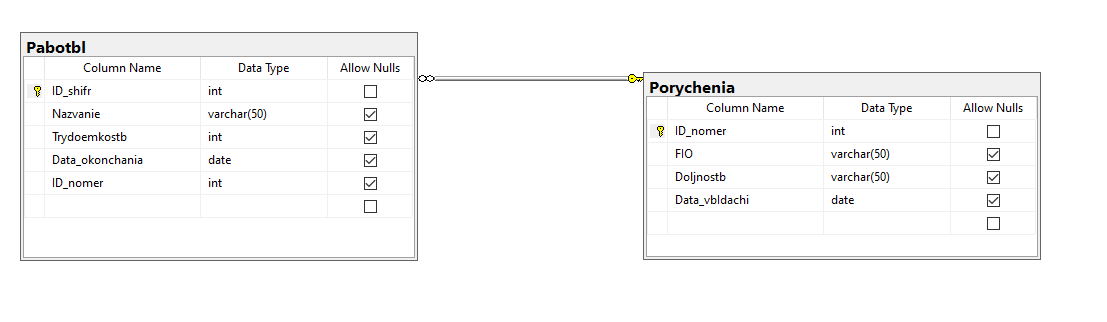 Pabotbl
Column Name Data Type Allow Nulls
ID_shifr int
Nazvanie varchar(50)
Trydoemkostb int
Data_okonchania date
ID_nomer int
Porychenia
Column Name Data Type Allow Nulls
ID_nomer int
FIO varchar(50)
Doljnostb varchar(50)
Data_vbldachi date